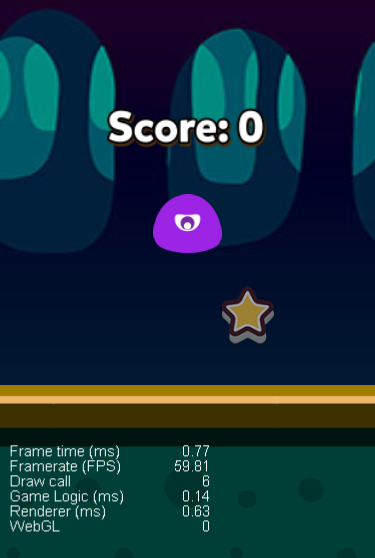 Score: 0
Frame time (ms) 0.77
Framerate (FPS) 59.81
Draw call 6
Game Logic (ms) 0.14
Renderer (ms) 0.63
WebGL 0